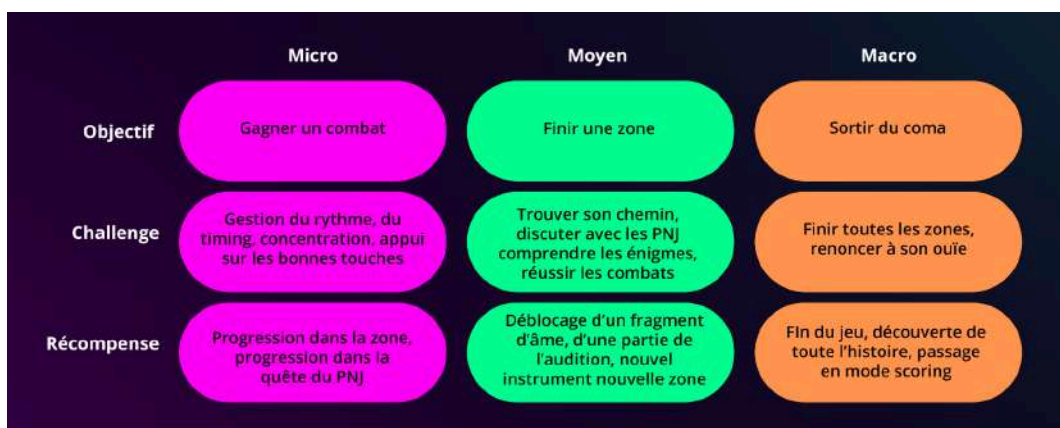 Micro
Moyen
Macro
Objectif
Gagner un combat
Finir une zone
Sortir du coma
Challenge
Gestion du rythme, du
timing, concentration, appui
sur les bonnes touches
Trouver son chemin,
discuter avec les PNJ
comprendre les énigmes,
réussir les combats
Finir toutes les zones,
renoncer à son ouïe
Récompense
Progression dans la zone,
progression dans la
quête du PNJ
Déblocage d'un fragment
d'âme, d'une partie de
l'audition, nouvel
instrument nouvelle zone
FIn du jeu, découverte de
toute l'histoire, passage
en mode scoring